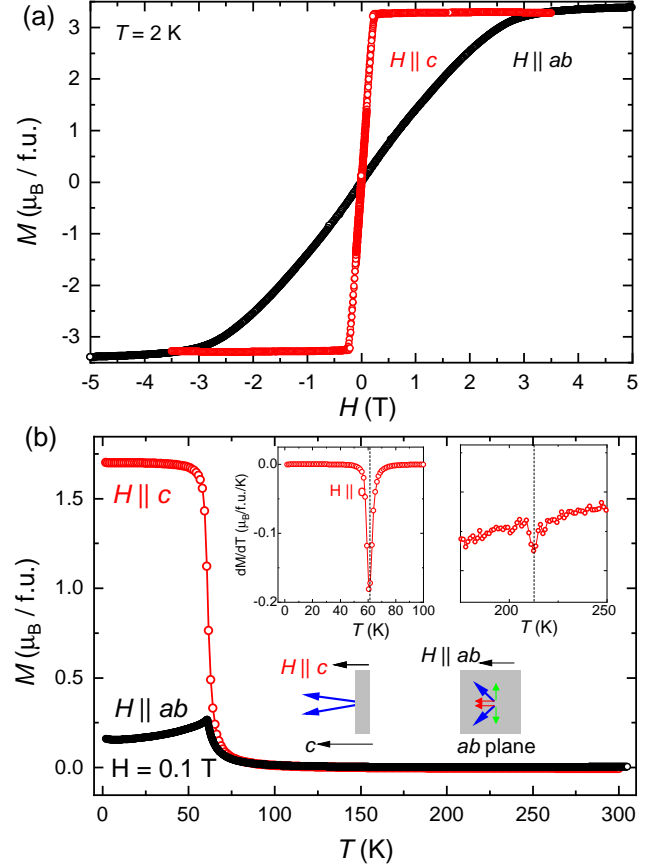 (a)
T = 2 K
H || c
H || ab
3
2
1
0
-1
-2
-3
M (μB / f.u.)
-5 -4 -3 -2 -1 0 1 2 3 4 5
H (T)
(b)
H || c
H || ab
H = 0.1 T
1.5
1.0
0.5
0.0
M (μB / f.u.)
0 50 100 150 200 250 300
T (K)
0.0
-0.1
-0.2
dM/dT (μB/f.u./K)
H || C
0 20 40 60 80 100
T (K)
200 250
T (K)
H || c
c
H || ab
ab plane